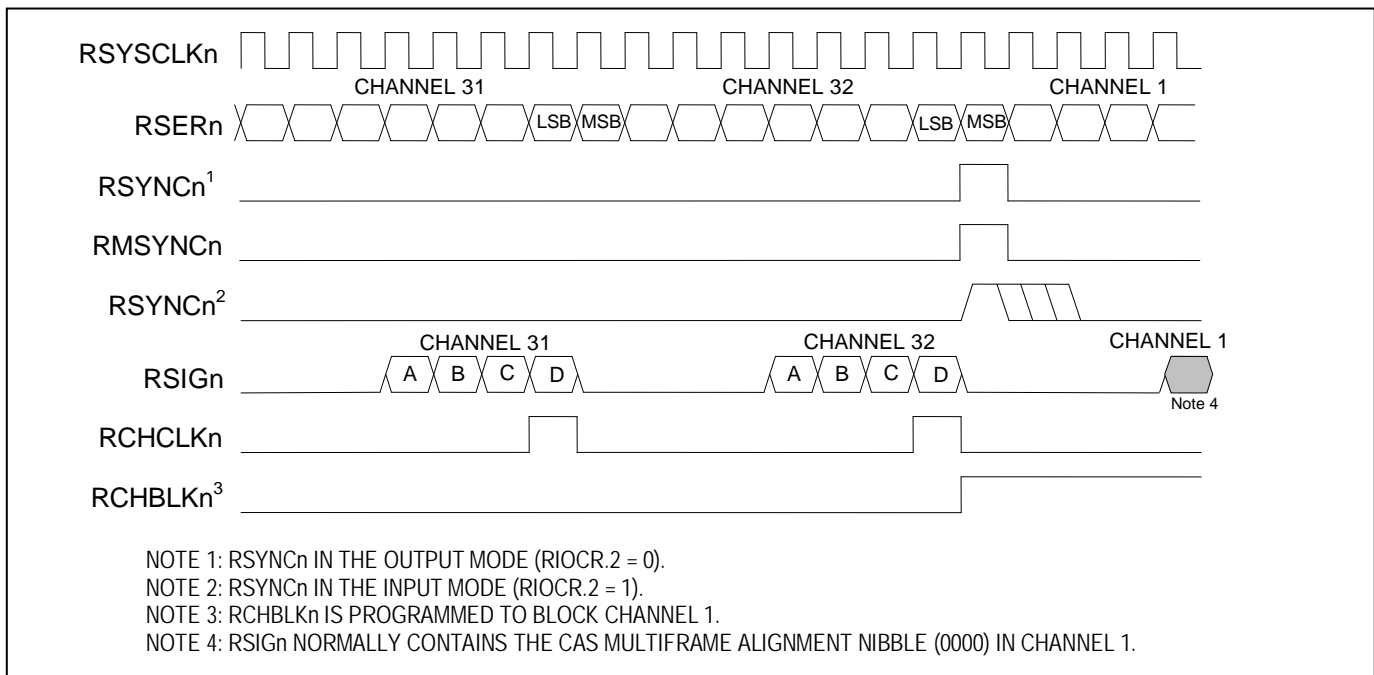 RSYSCLKn
CHANNEL 31 CHANNEL 32 CHANNEL 1
RSERn LSB MSB LSB MSB
RSYNCn¹
RMSYNCn
RSYNCn²
CHANNEL 31 CHANNEL 32 CHANNEL 1
RSIGn A B C D A B C D
Note 4
RCHCLKn
RCHBLKn³
NOTE 1: RSYNCn IN THE OUTPUT MODE (RIOCR.2 = 0).
NOTE 2: RSYNCn IN THE INPUT MODE (RIOCR.2 = 1).
NOTE 3: RCHBLKn IS PROGRAMMED TO BLOCK CHANNEL 1.
NOTE 4: RSIGn NORMALLY CONTAINS THE CAS MULTIFRAME ALIGNMENT NIBBLE (0000) IN CHANNEL 1.